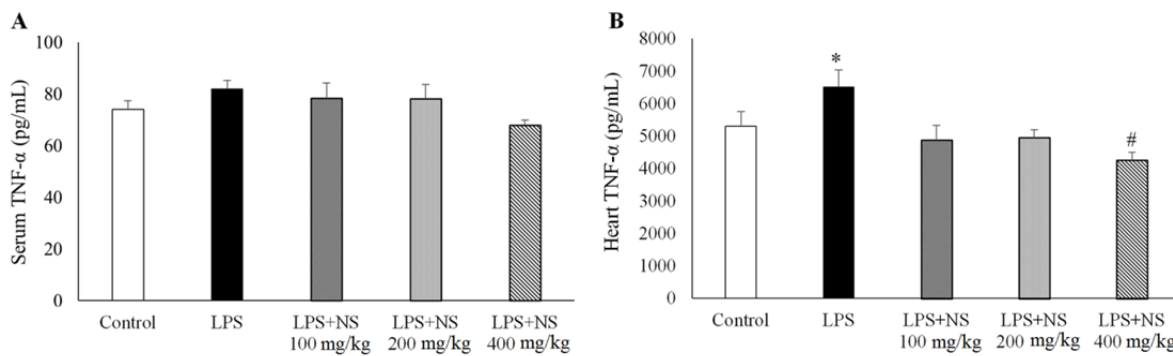 A
Serum TNF-α (pg/mL)
100
80
60
40
20
0
Control
LPS
LPS+NS
100 mg/kg
LPS+NS
200 mg/kg
LPS+NS
400 mg/kg
B
Heart TNF-α (pg/mL)
8000
7000
6000
5000
4000
3000
2000
1000
0
*
#
Control
LPS
LPS+NS
100 mg/kg
LPS+NS
200 mg/kg
LPS+NS
400 mg/kg